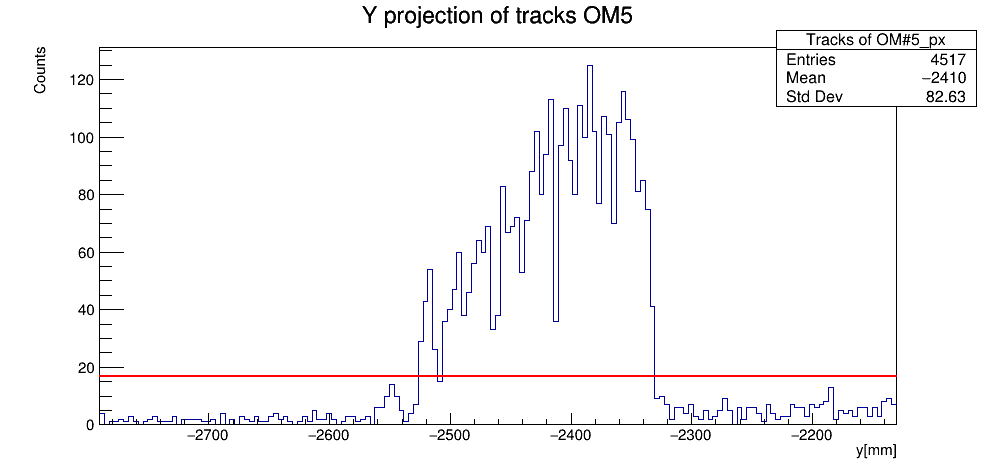 Y projection of tracks OM5
Tracks of OM#5_px
Entries 4517
Mean −2410
Std Dev 82.63
Counts
120
100
80
60
40
20
0
−2700 −2600 −2500 −2400 −2300 −2200
y[mm]